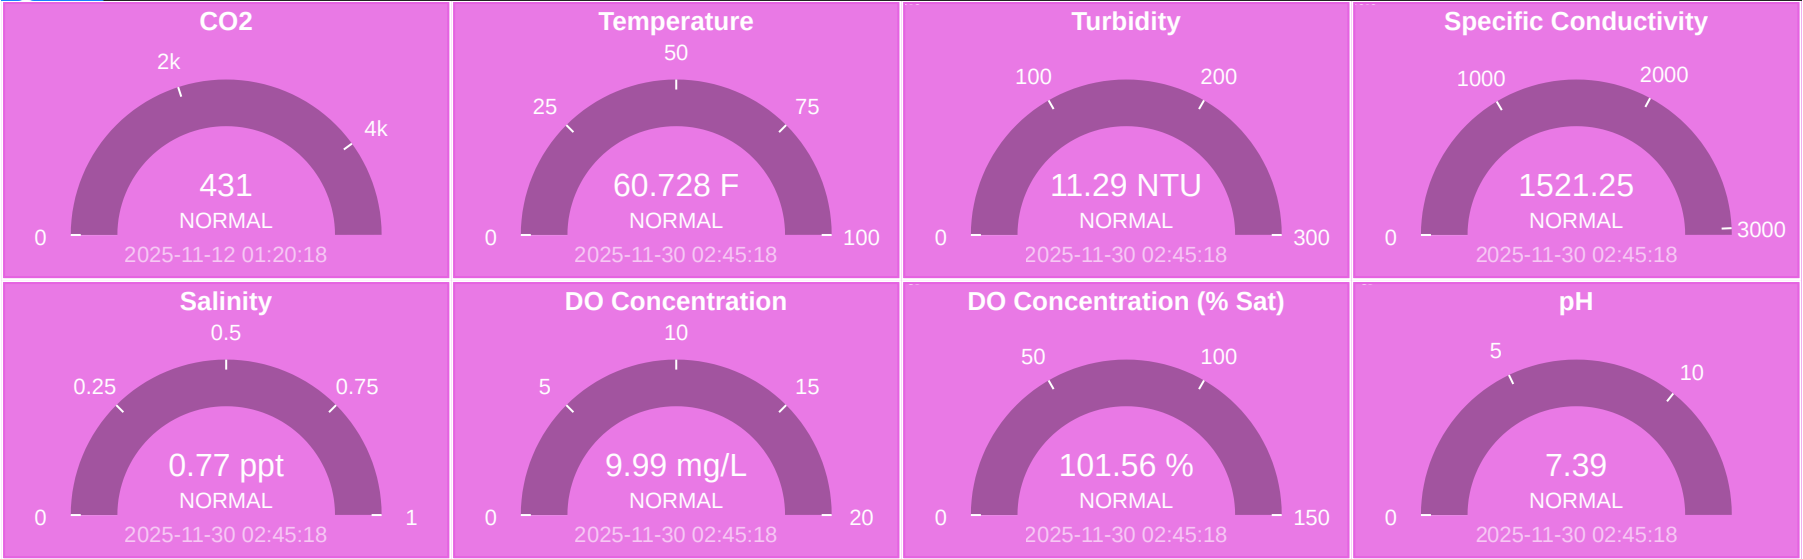 CO2
2k
4k
0
431
NORMAL
2025-11-12 01:20:18
Temperature
50
25
75
0
100
60.728 F
NORMAL
2025-11-30 02:45:18
Turbidity
100
200
0
300
11.29 NTU
NORMAL
2025-11-30 02:45:18
Specific Conductivity
1000
2000
0
3000
1521.25
NORMAL
2025-11-30 02:45:18
Salinity
0.5
0.25
0.75
0
1
0.77 ppt
NORMAL
2025-11-30 02:45:18
DO Concentration
10
5
15
0
20
9.99 mg/L
NORMAL
2025-11-30 02:45:18
DO Concentration (% Sat)
50
100
0
150
101.56 %
NORMAL
2025-11-30 02:45:18
pH
5
10
0
7.39
NORMAL
2025-11-30 02:45:18